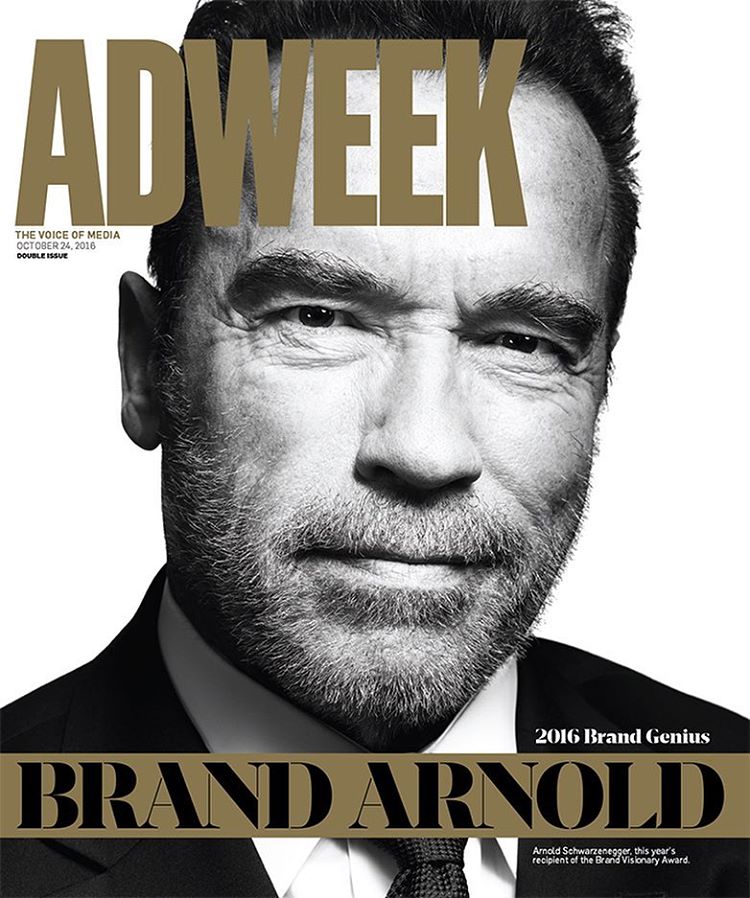 ADWEEK
THE VOICE OF MEDIA
OCTOBER 24, 2016
DOUBLE ISSUE
2016 Brand Genius
BRAND ARNOLD
Arnold Schwarzenegger, this year's
recipient of the Brand Visionary Award.